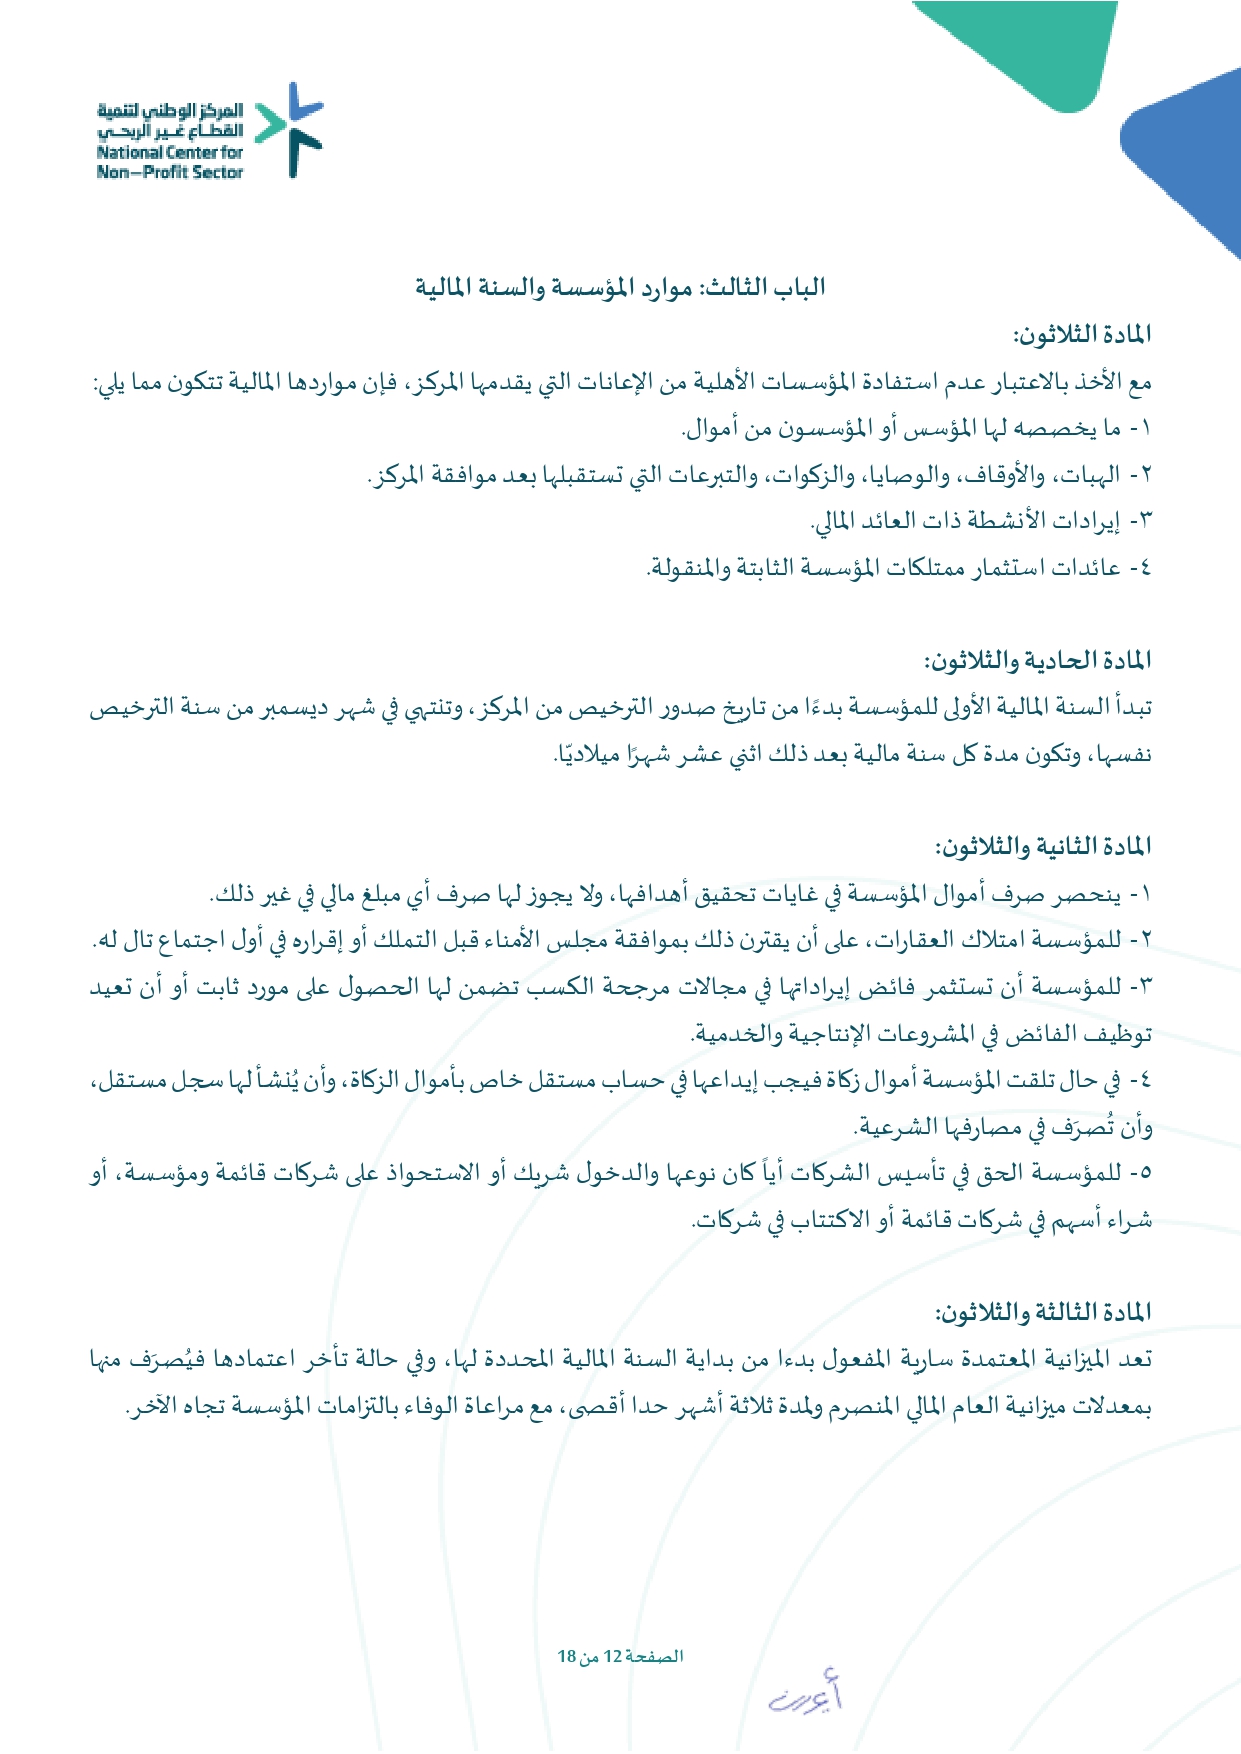 المركز الوطني لتنمية
القطاع غير الربحي
National Center for
Non-Profit Sector
الباب الثالث: موارد المؤسسة والسنة المالية
المادة الثلاثون:
مع الأخذ بالاعتبار عدم استفادة المؤسسات الأهلية من الإعانات التي يقدمها المركز، فإن مواردها المالية تتكون مما يلي:
١- ما يخصصه لها المؤسس أو المؤسسون من أموال.
٢- الهبات، والأوقاف، والوصايا، والزكوات، والتبرعات التي تستقبلها بعد موافقة المركز.
٣- إيرادات الأنشطة ذات العائد المالي.
٤- عائدات استثمار ممتلكات المؤسسة الثابتة والمنقولة.
المادة الحادية والثلاثون:
تبدأ السنة المالية الأولى للمؤسسة بدءًا من تاريخ صدور الترخيص من المركز، وتنتهي في شهر ديسمبر من سنة الترخيص
نفسها، وتكون مدة كل سنة مالية بعد ذلك اثني عشر شهرًا ميلاديّا.
المادة الثانية والثلاثون:
١- ينحصر صرف أموال المؤسسة في غايات تحقيق أهدافها، ولا يجوز لها صرف أي مبلغ مالي في غير ذلك.
٢- للمؤسسة امتلاك العقارات، على أن يقترن ذلك بموافقة مجلس الأمناء قبل التملك أو إقراره في أول اجتماع تال له.
٣- للمؤسسة أن تستثمر فائض إيراداتها في مجالات مرجحة الكسب تضمن لها الحصول على مورد ثابت أو أن تعيد
توظيف الفائض في المشروعات الإنتاجية والخدمية.
٤- في حال تلقت المؤسسة أموال زكاة فيجب إيداعها في حساب مستقل خاص بأموال الزكاة، وأن يُنشأ لها سجل مستقل،
وأن تُصرَف في مصارفها الشرعية.
٥- للمؤسسة الحق في تأسيس الشركات أياً كان نوعها والدخول شريك أو الاستحواذ على شركات قائمة ومؤسسة، أو
شراء أسهم في شركات قائمة أو الاكتتاب في شركات.
المادة الثالثة والثلاثون:
تعد الميزانية المعتمدة سارية المفعول بدءا من بداية السنة المالية المحددة لها، وفي حالة تأخر اعتمادها فيُصرَف منها
بمعدلات ميزانية العام المالي المنصرم ولمدة ثلاثة أشهر حدا أقصى، مع مراعاة الوفاء بالتزامات المؤسسة تجاه الآخر.
الصفحة 12 من 18